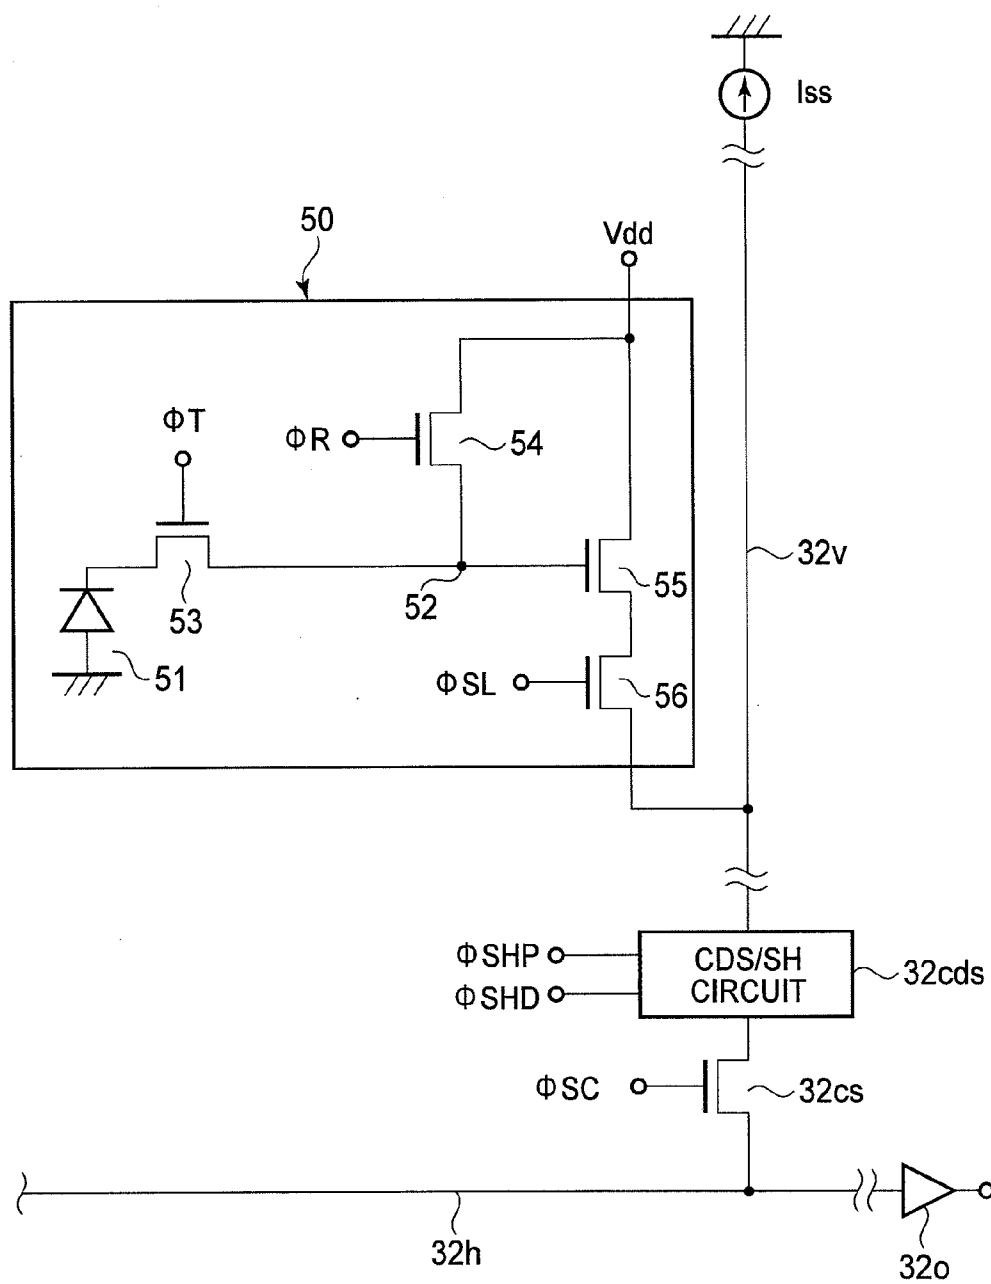 Iss
50
Vdd
ΦT
ΦR
54
32v
52
55
53
51
ΦSL
56
ΦSHP
CDS/SH
CIRCUIT
32cds
ΦSHD
ΦSC
32cs
32h
32o